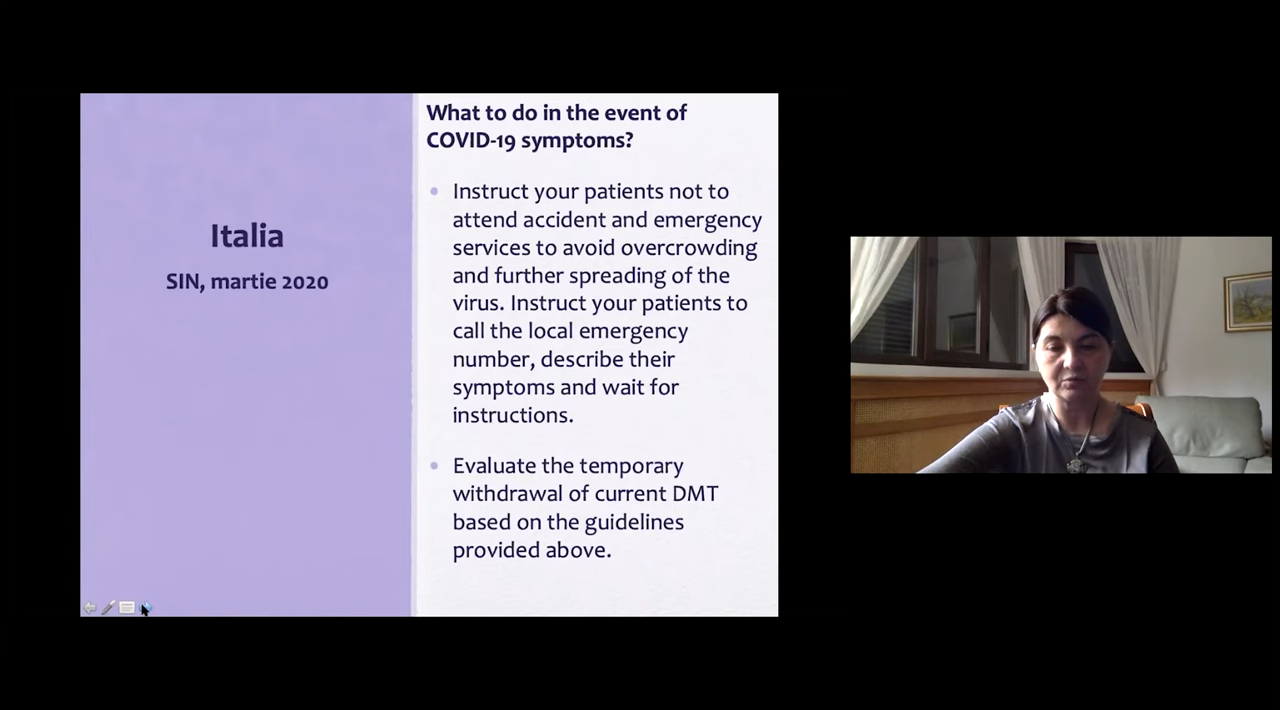 Italia
SIN, martie 2020
What to do in the event of
COVID-19 symptoms?
• Instruct your patients not to
attend accident and emergency
services to avoid overcrowding
and further spreading of the
virus. Instruct your patients to
call the local emergency
number, describe their
symptoms and wait for
instructions.
• Evaluate the temporary
withdrawal of current DMT
based on the guidelines
provided above.